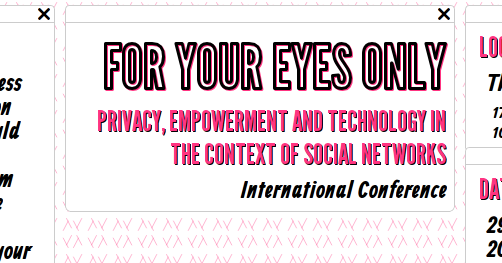 FOR YOUR EYES ONLY
PRIVACY, EMPOWERMENT AND TECHNOLOGY IN
THE CONTEXT OF SOCIAL NETWORKS
International Conference